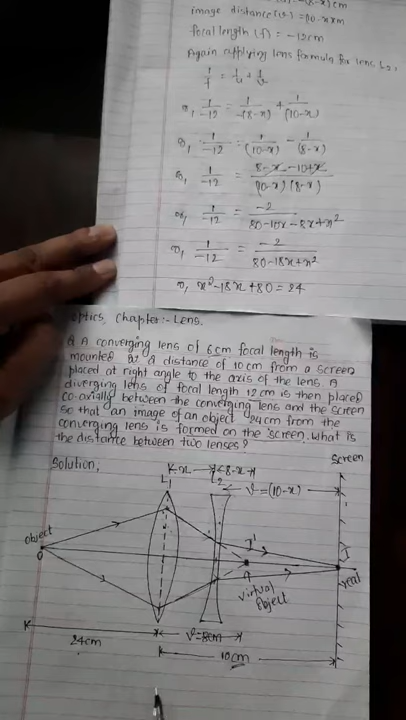 image distance (v) = (10-x)cm
focal length (f) = -12cm
Again applying lens formula for lens L2,
1/f = 1/u + 1/v
or, 1/-12 = 1/-(8-x) + 1/(10-x)
or, 1/-12 = 1/(10-x) - 1/(8-x)
or, 1/-12 = 8-x-10+x/(10-x)(8-x)
or, 1/-12 = -2/80-10x-8x+x²
or, 1/-12 = -2/80-18x+x²
or, x²-18x+80=24
optics, Chapter:- Lens.
Q. A converging lens of 6cm focal length is
mounted at a distance of 10cm from a screen
placed at right angle to the axis of the lens. A
diverging lens of focal length 12cm is then placed
co-axially between the converging lens and the screen
so that an image of an object 24cm from the
converging lens is formed on the screen. What is
the distance between two lenses?
Solution,
screen
x
8-x
L1
L2
v=(10-x)
object
O
I'
I
real
virtual
object
24cm
v=8cm
10cm